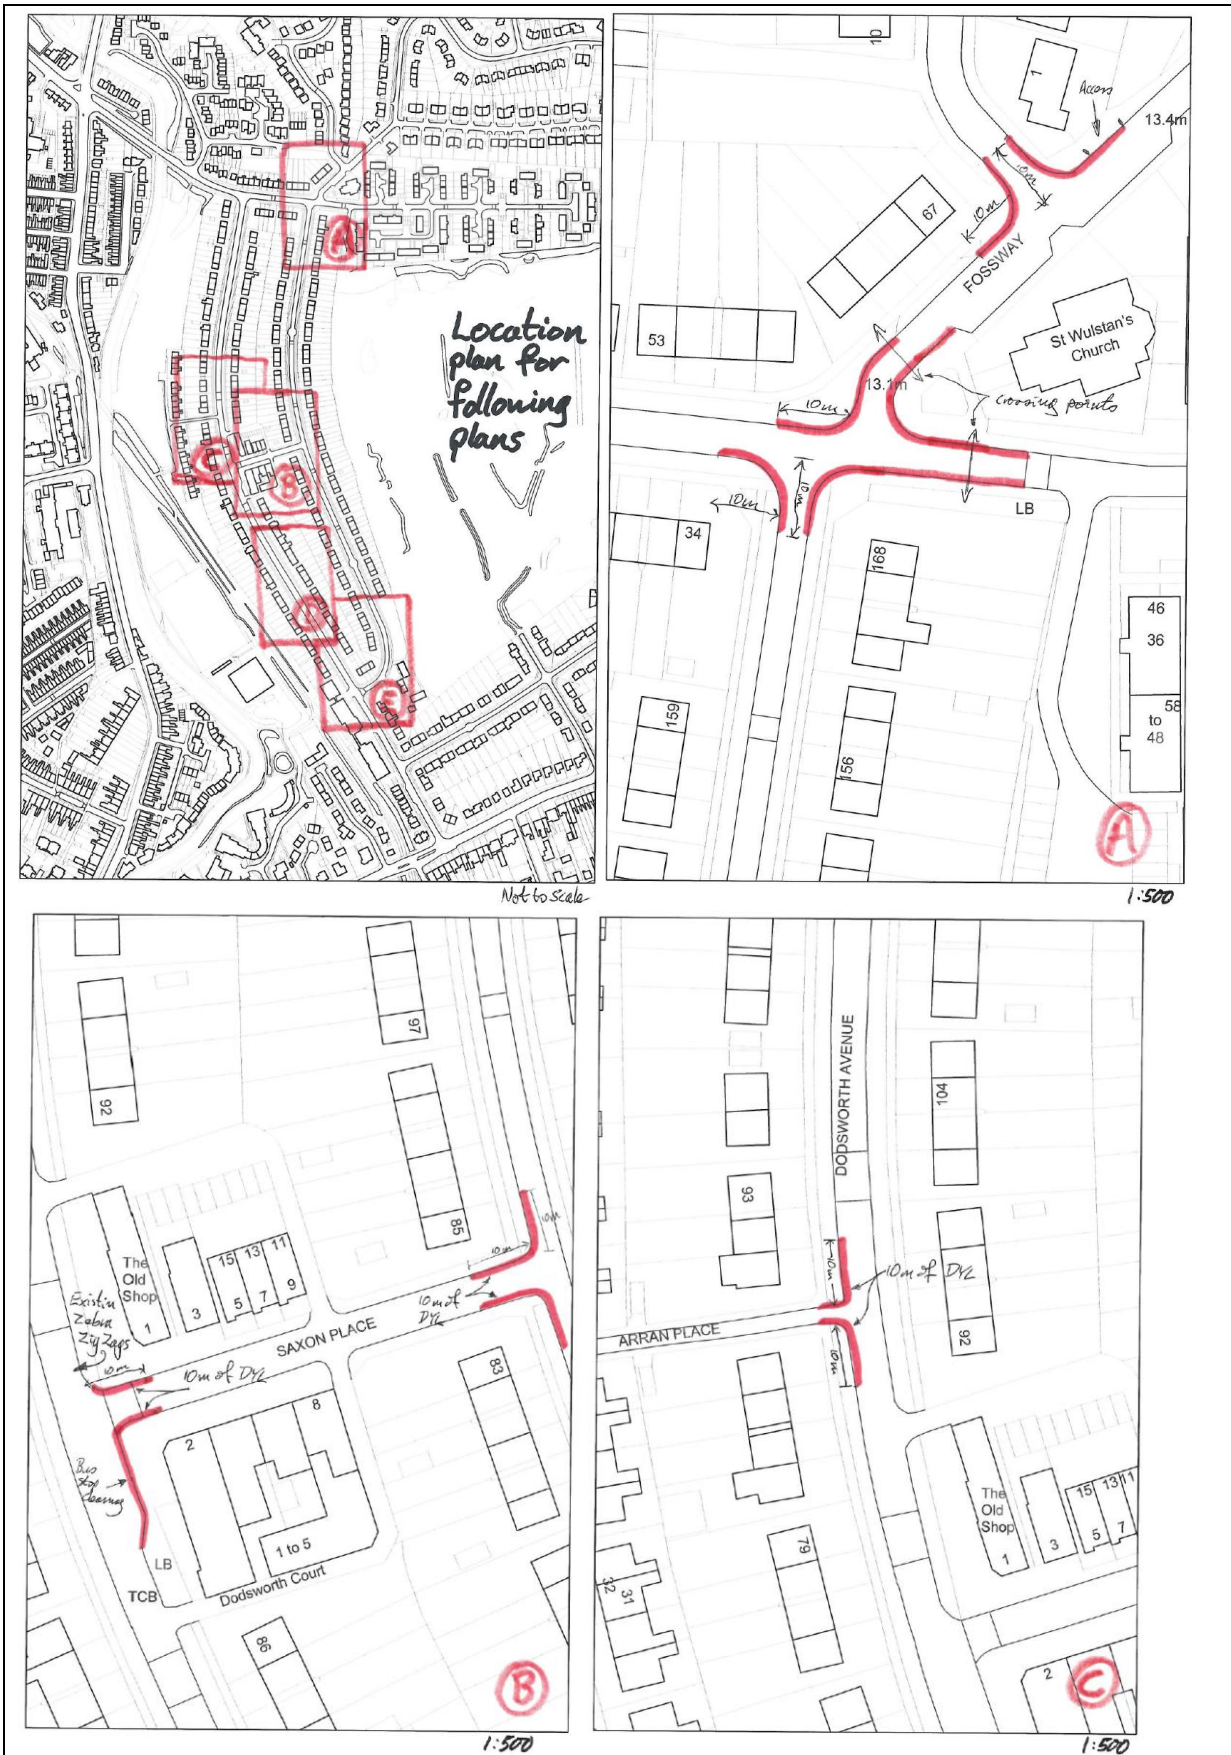 Location
plan for
following
plans
A
B
C
E
Not to Scale
10
1
Access
13.4m
10m
10m
67
FOSSWAY
St Wulstan's
Church
53
13.1m
crossing points
10m
10m
10m
34
LB
168
46
36
159
58
to
48
156
A
1:500
97
92
85
10m
10m
15 13 11
The
Old
Shop
3 5 7 9
1
Existin
Zebra
Zig Zags
10m of
DYL
SAXON PLACE
10m
10m of DYL
83
8
2
Bus
Stop
Clearway
1 to 5
LB
TCB
Dodsworth Court
86
B
1:500
DODSWORTH AVENUE
104
93
10m
10m of DYL
ARRAN PLACE
92
10m
The
Old
Shop
15 13 11
1 3 5 7
79
32 31
2
C
1:500